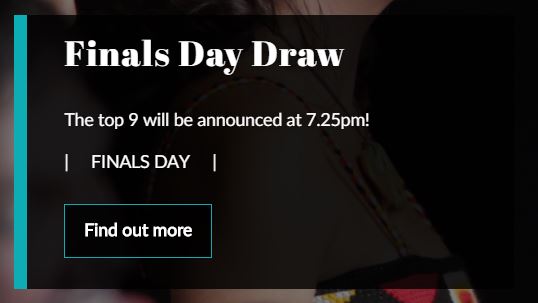 Finals Day Draw
The top 9 will be announced at 7.25pm!
| FINALS DAY |
Find out more